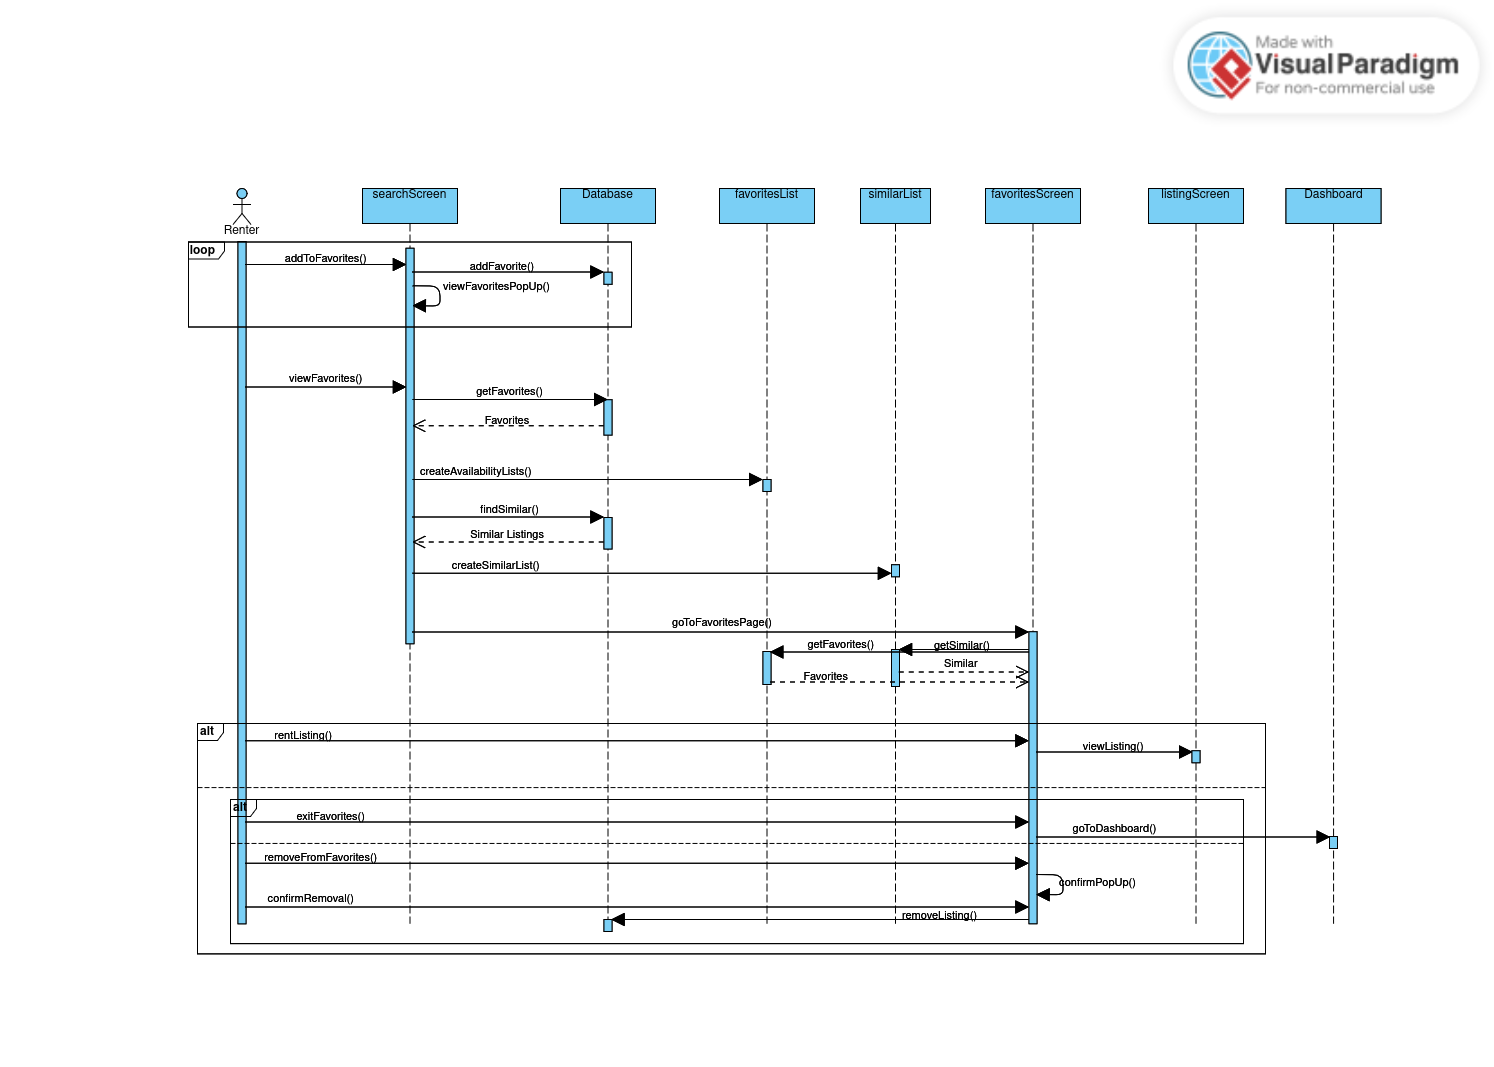 Made with
Visual Paradigm
For non-commercial use
searchScreen
Database
favoritesList
similarList
favoritesScreen
listingScreen
Dashboard
Renter
loop
addToFavorites()
addFavorite()
viewFavoritesPopUp()
viewFavorites()
getFavorites()
Favorites
createAvailabilityLists()
findSimilar()
Similar Listings
createSimilarList()
goToFavoritesPage()
getFavorites()
getSimilar()
Similar
Favorites
alt
rentListing()
viewListing()
alt
exitFavorites()
goToDashboard()
removeFromFavorites()
confirmPopUp()
confirmRemoval()
removeListing()